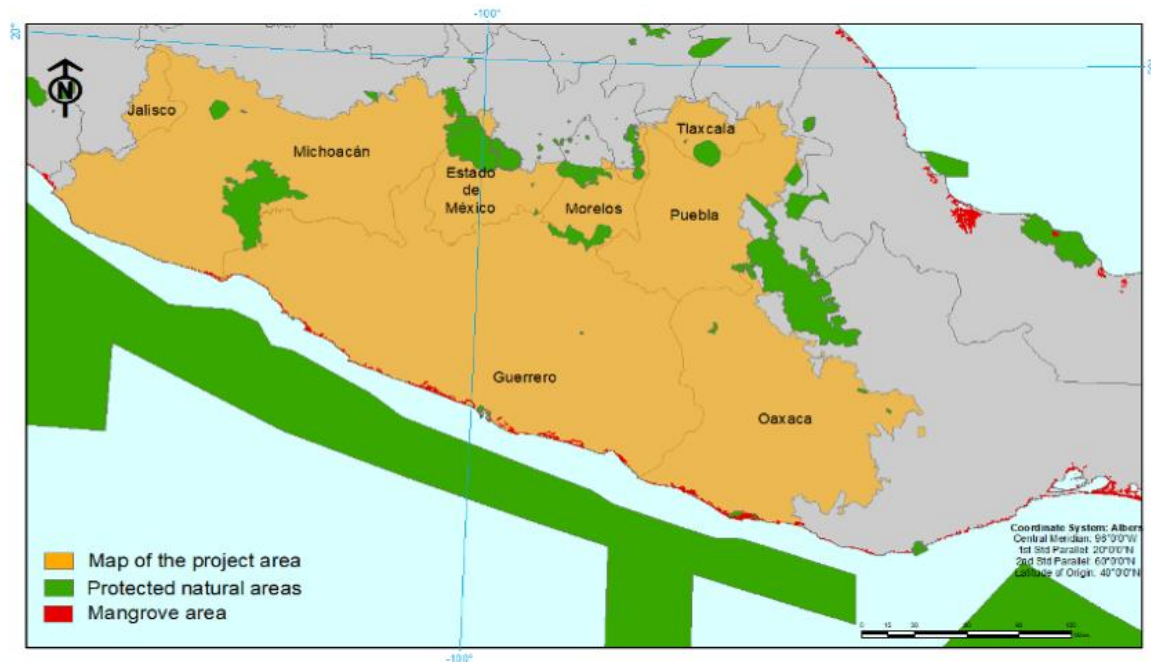 -100°
20°
N
Jalisco
Tlaxcala
Michoacán
Estado
de
México
Morelos
Puebla
Guerrero
Oaxaca
Map of the project area
Protected natural areas
Mangrove area
Coordinate System: Albers
Central Meridian: 96°0'0"W
1st Std Parallel: 20°0'0"N
2nd Std Parallel: 60°0'0"N
Latitude of Origin: 40°0'0"N
-100°